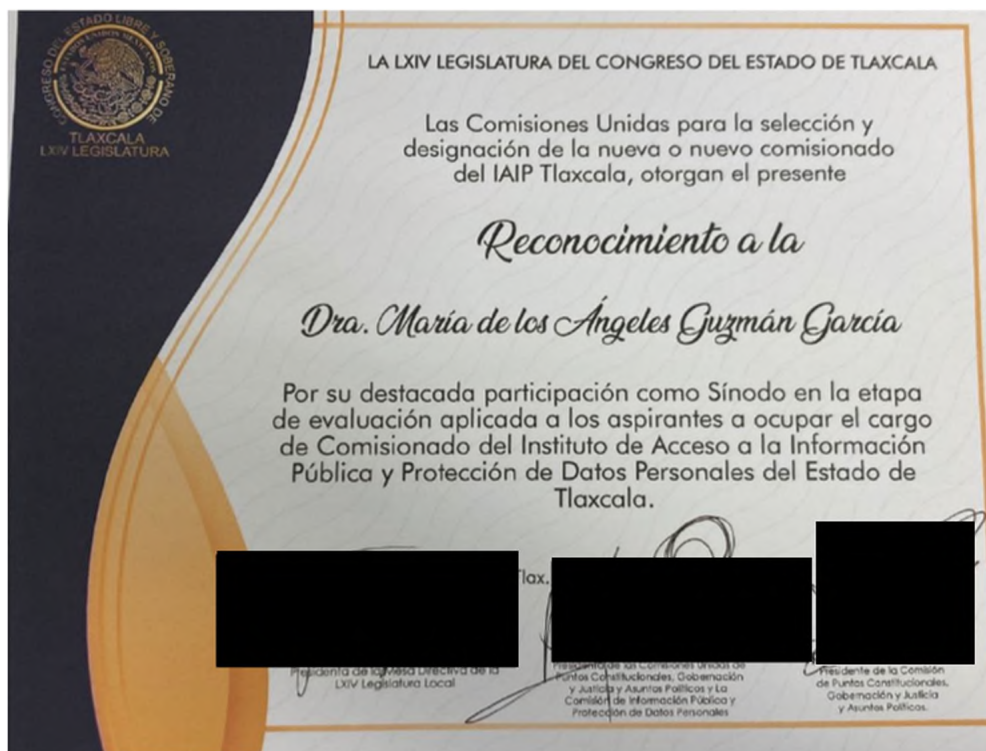 CONGRESO DEL ESTADO LIBRE Y SOBERANO DE
ESTADOS UNIDOS MEXICANOS
TLAXCALA
LXIV LEGISLATURA
LA LXIV LEGISLATURA DEL CONGRESO DEL ESTADO DE TLAXCALA
Las Comisiones Unidas para la selección y
designación de la nueva o nuevo comisionado
del IAIP Tlaxcala, otorgan el presente
Reconocimiento a la
Dra. María de los Ángeles Guzmán García
Por su destacada participación como Sínodo en la etapa
de evaluación aplicada a los aspirantes a ocupar el cargo
de Comisionado del Instituto de Acceso a la Información
Pública y Protección de Datos Personales del Estado de
Tlaxcala.
Tlax.
Presidenta de la Mesa Directiva de la
LXIV Legislatura Local
Presidenta de las Comisiones Unidas de
Puntos Constitucionales, Gobernación
y Justicia y Asuntos Políticos y La
Comisión de Información Pública y
Protección de Datos Personales
Presidente de la Comisión
de Puntos Constitucionales,
Gobernación y Justicia
y Asuntos Políticos.